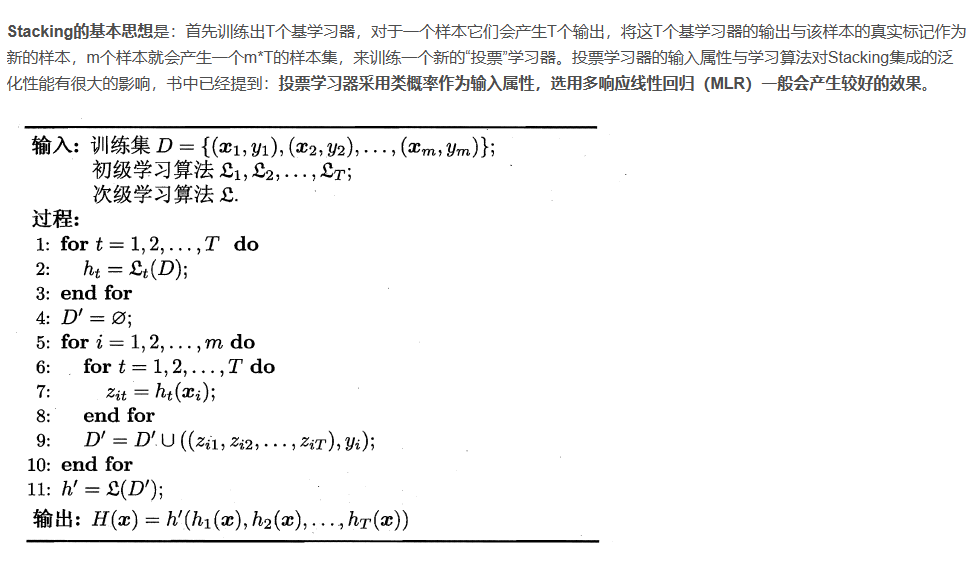 Stacking的基本思想是：首先训练出T个基学习器，对于一个样本它们会产生T个输出，将这T个基学习器的输出与该样本的真实标记作为
新的样本，m个样本就会产生一个m*T的样本集，来训练一个新的“投票”学习器。投票学习器的输入属性与学习算法对Stacking集成的泛
化性能有很大的影响，书中已经提到：投票学习器采用类概率作为输入属性，选用多响应线性回归（MLR）一般会产生较好的效果。
输入: 训练集 D = {(x₁, y₁), (x₂, y₂), . . . , (xₘ, yₘ)};
初级学习算法 𝔏₁, 𝔏₂, . . . , 𝔏_T;
次级学习算法 𝔏.
过程:
1: for t = 1, 2, . . . , T do
2: hₜ = 𝔏ₜ(D);
3: end for
4: D′ = ∅;
5: for i = 1, 2, . . . , m do
6: for t = 1, 2, . . . , T do
7: z_{it} = hₜ(xᵢ);
8: end for
9: D′ = D′ ∪ ((z_{i1}, z_{i2}, . . . , z_{iT}), yᵢ);
10: end for
11: h′ = 𝔏(D′);
输出: H(x) = h′(h₁(x), h₂(x), . . . , h_T(x))